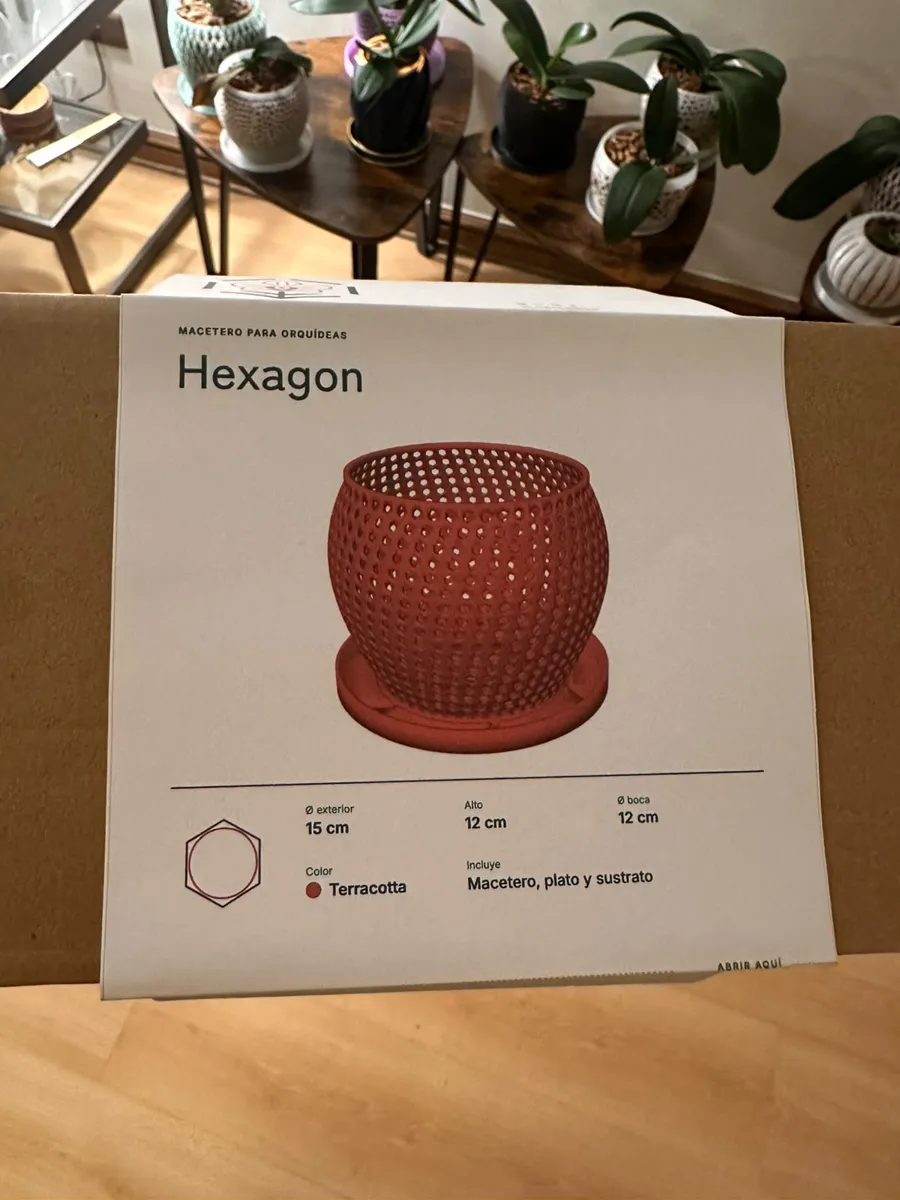 MACETERO PARA ORQUÍDEAS
Hexagon
Ø exterior
15 cm
Alto
12 cm
Ø boca
12 cm
Color
Terracotta
Incluye
Macetero, plato y sustrato
ABRIR AQUÍ